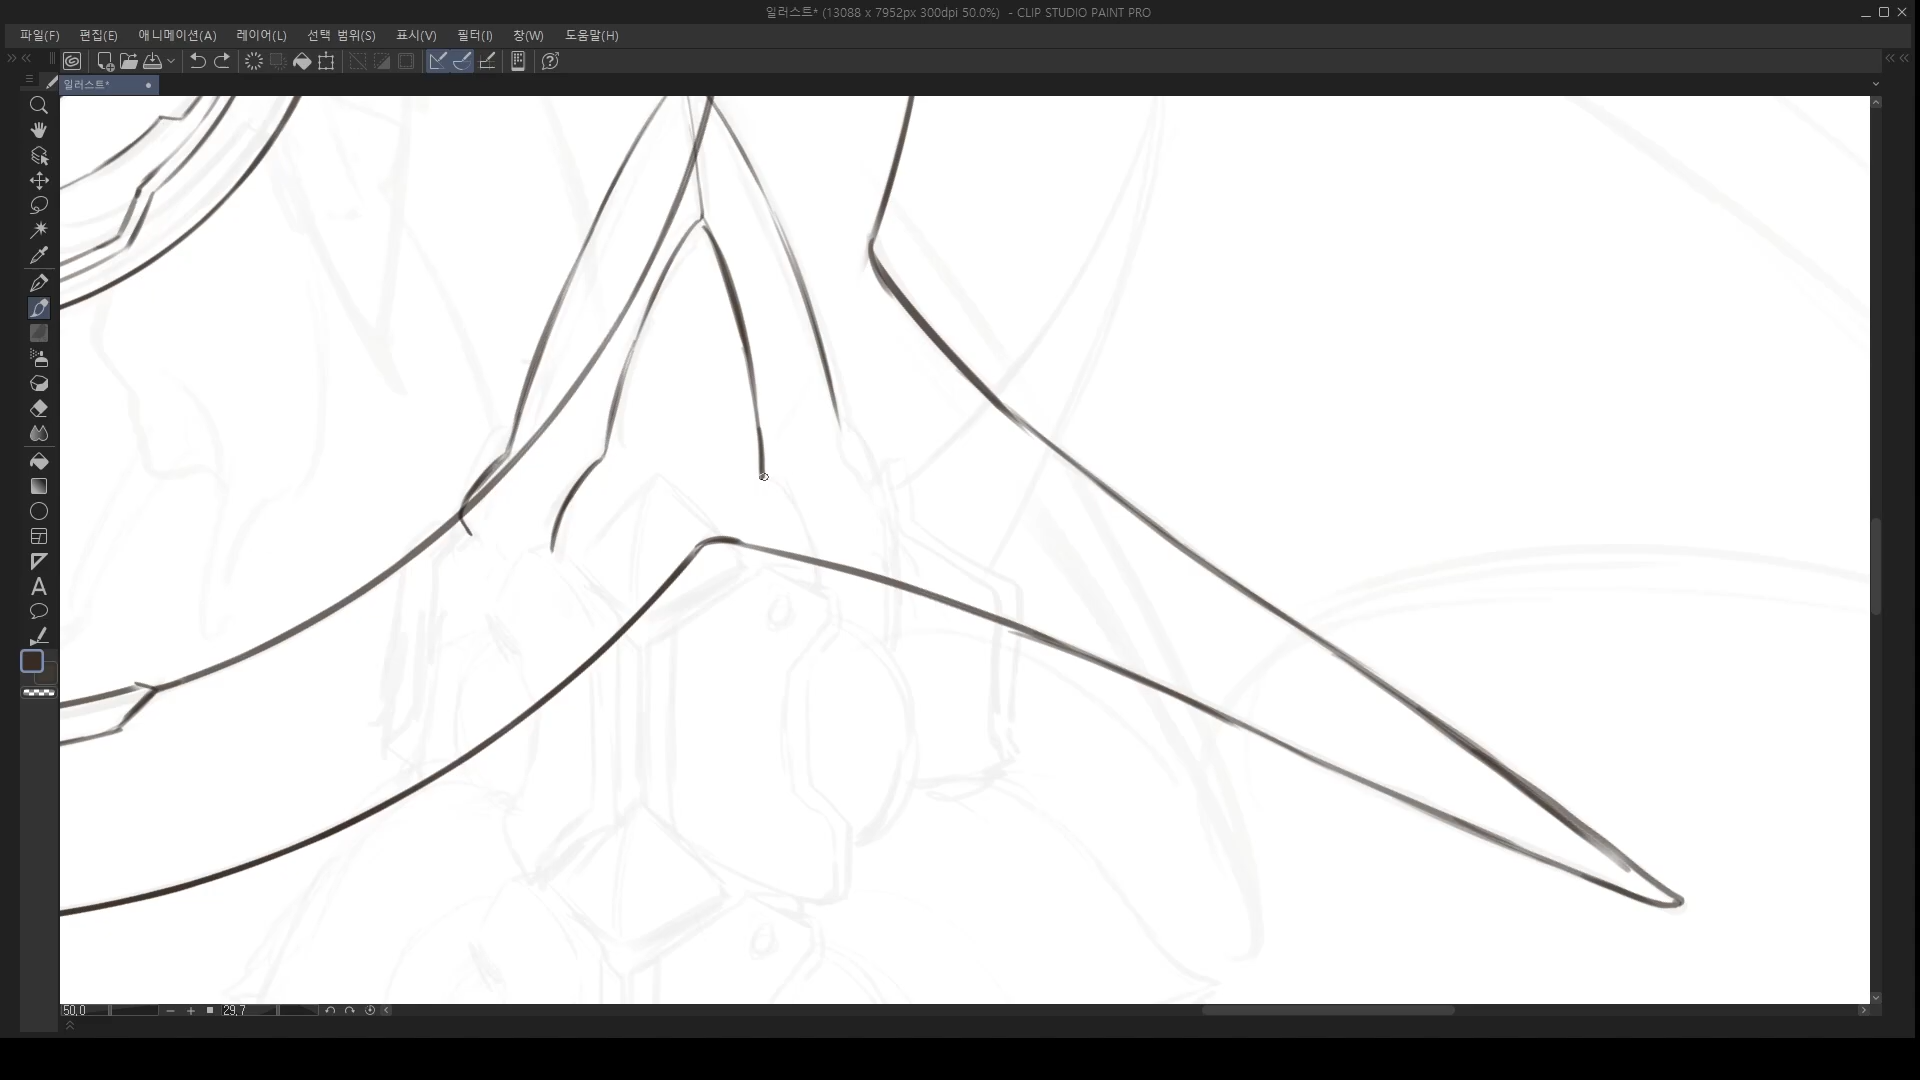 일러스트* (13088 x 7952px 300dpi 50.0%) - CLIP STUDIO PAINT PRO
파일(F) 편집(E) 애니메이션(A) 레이어(L) 선택 범위(S) 표시(V) 필터(I) 창(W) 도움말(H)
일러스트*
50.0 29.7